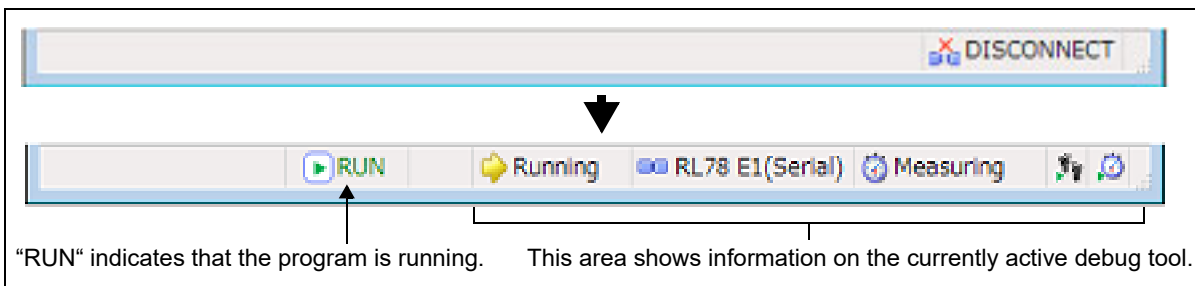 DISCONNECT
RUN Running RL78 E1(Serial) Measuring
“RUN“ indicates that the program is running. This area shows information on the currently active debug tool.